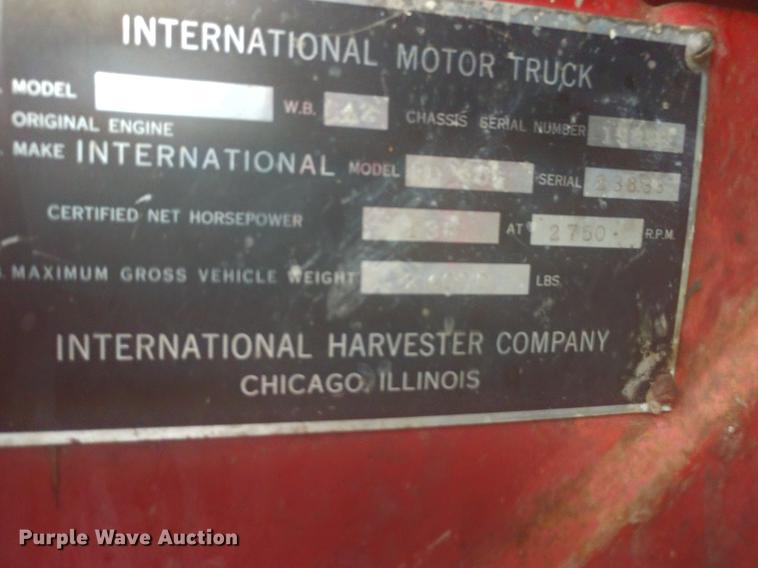 INTERNATIONAL MOTOR TRUCK
MODEL W.B. CHASSIS SERIAL NUMBER
ORIGINAL ENGINE
MAKE INTERNATIONAL MODEL SERIAL 13833
CERTIFIED NET HORSEPOWER AT 2750 R.P.M.
MAXIMUM GROSS VEHICLE WEIGHT LBS.
INTERNATIONAL HARVESTER COMPANY
CHICAGO, ILLINOIS
Purple Wave Auction